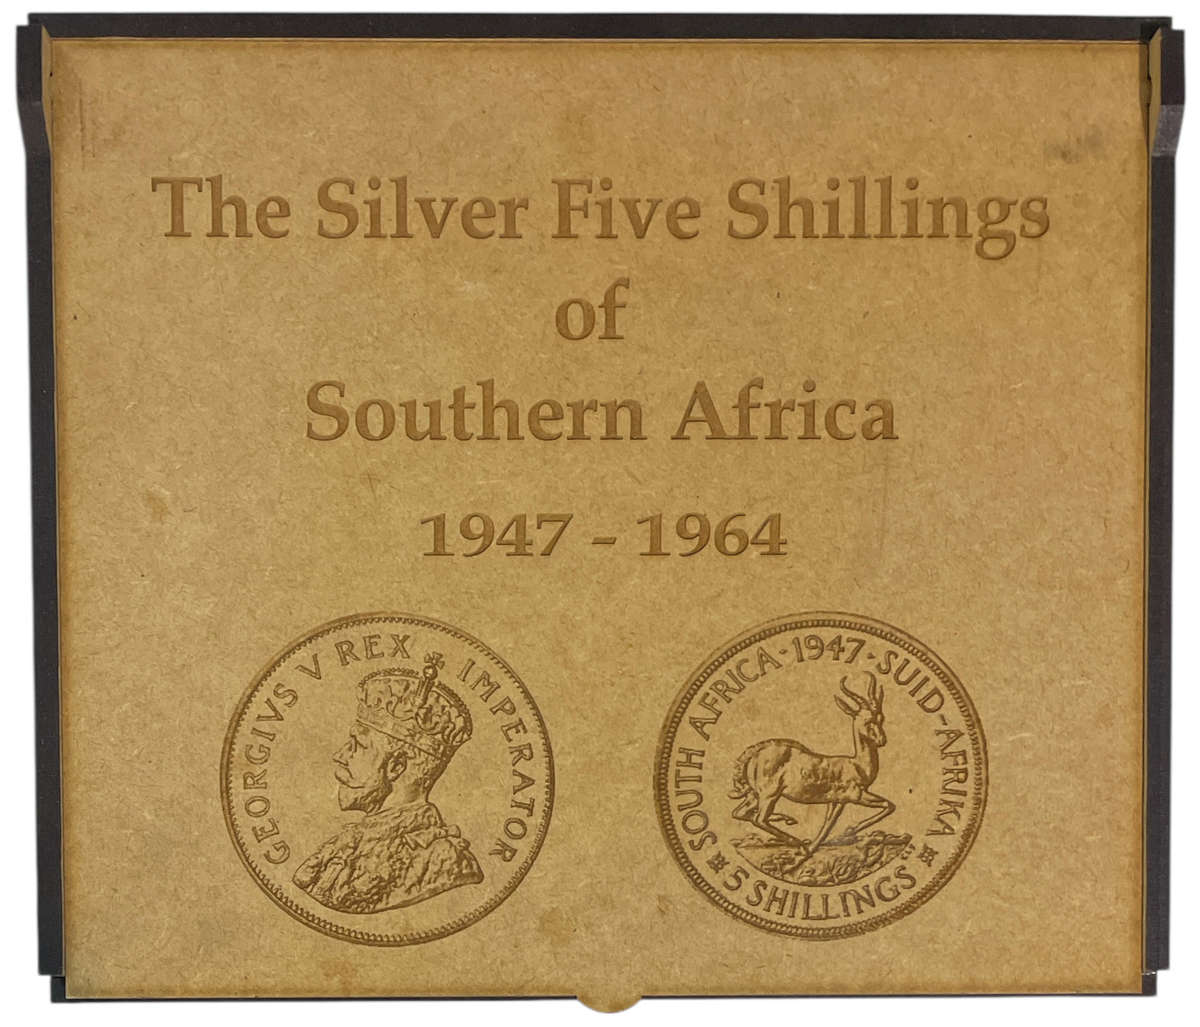 The Silver Five Shillings
of
Southern Africa
1947 - 1964
GEORGIVS V REX IMPERATOR
SOUTH AFRICA · 1947 · SUID-AFRIKA
5 SHILLINGS